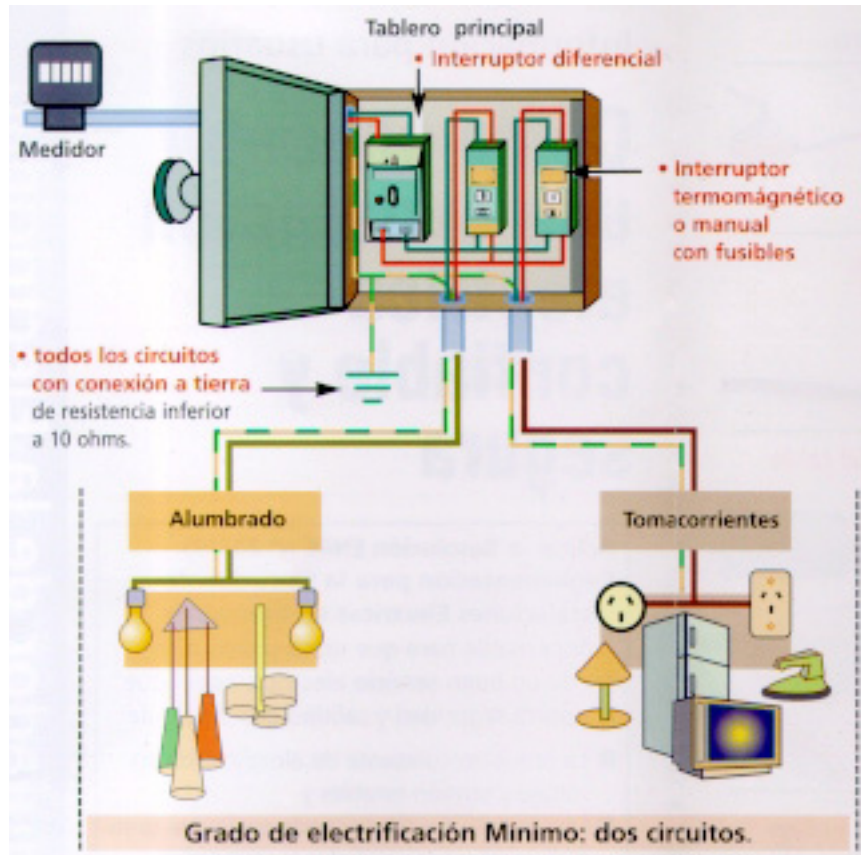 Tablero principal
• Interruptor diferencial
Medidor
• Interruptor
termomágnético
o manual
con fusibles
• todos los circuitos
con conexión a tierra
de resistencia inferior
a 10 ohms.
Alumbrado
Tomacorrientes
Grado de electrificación Mínimo: dos circuitos.